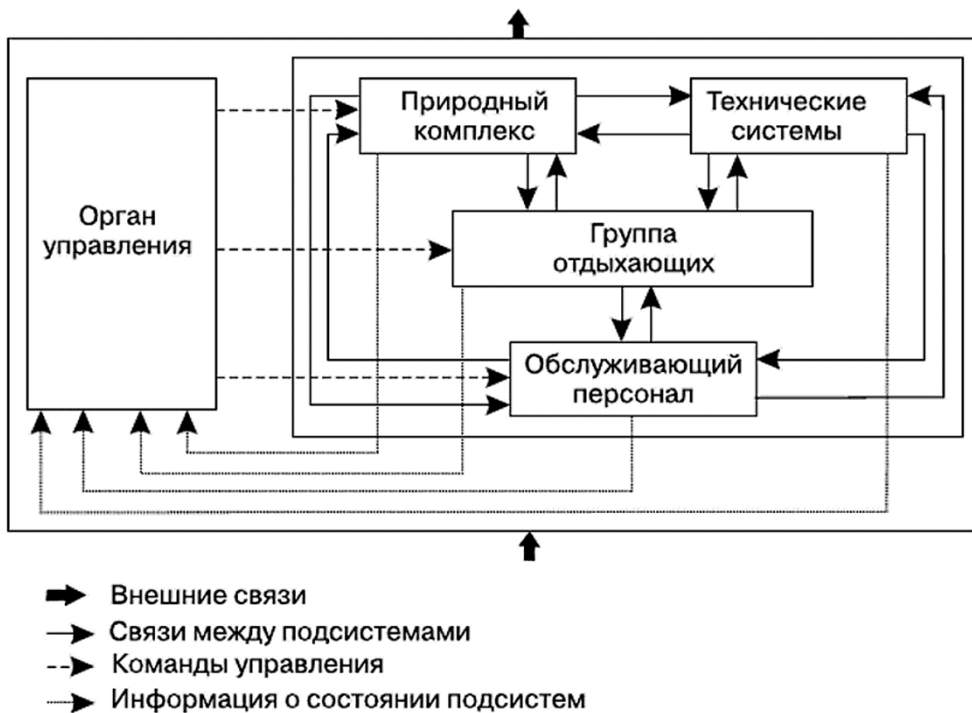 Природный
комплекс
Технические
системы
Орган
управления
Группа
отдыхающих
Обслуживающий
персонал
Внешние связи
Связи между подсистемами
Команды управления
Информация о состоянии подсистем